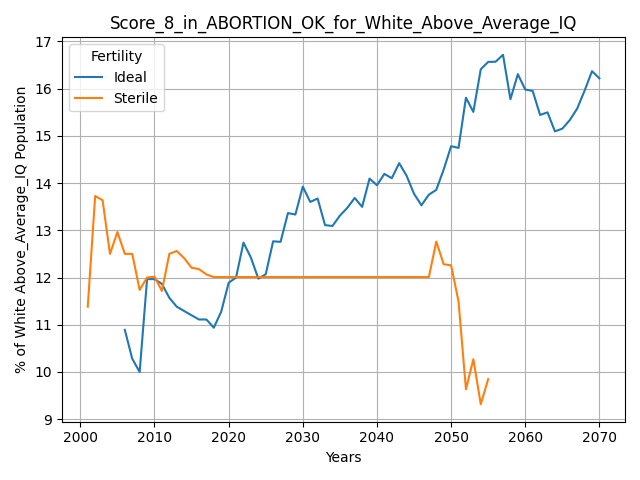 Score_8_in_ABORTION_OK_for_White_Above_Average_IQ
% of White Above_Average_IQ Population
17
16
15
14
13
12
11
10
9
Fertility
Ideal
Sterile
2000 2010 2020 2030 2040 2050 2060 2070
Years